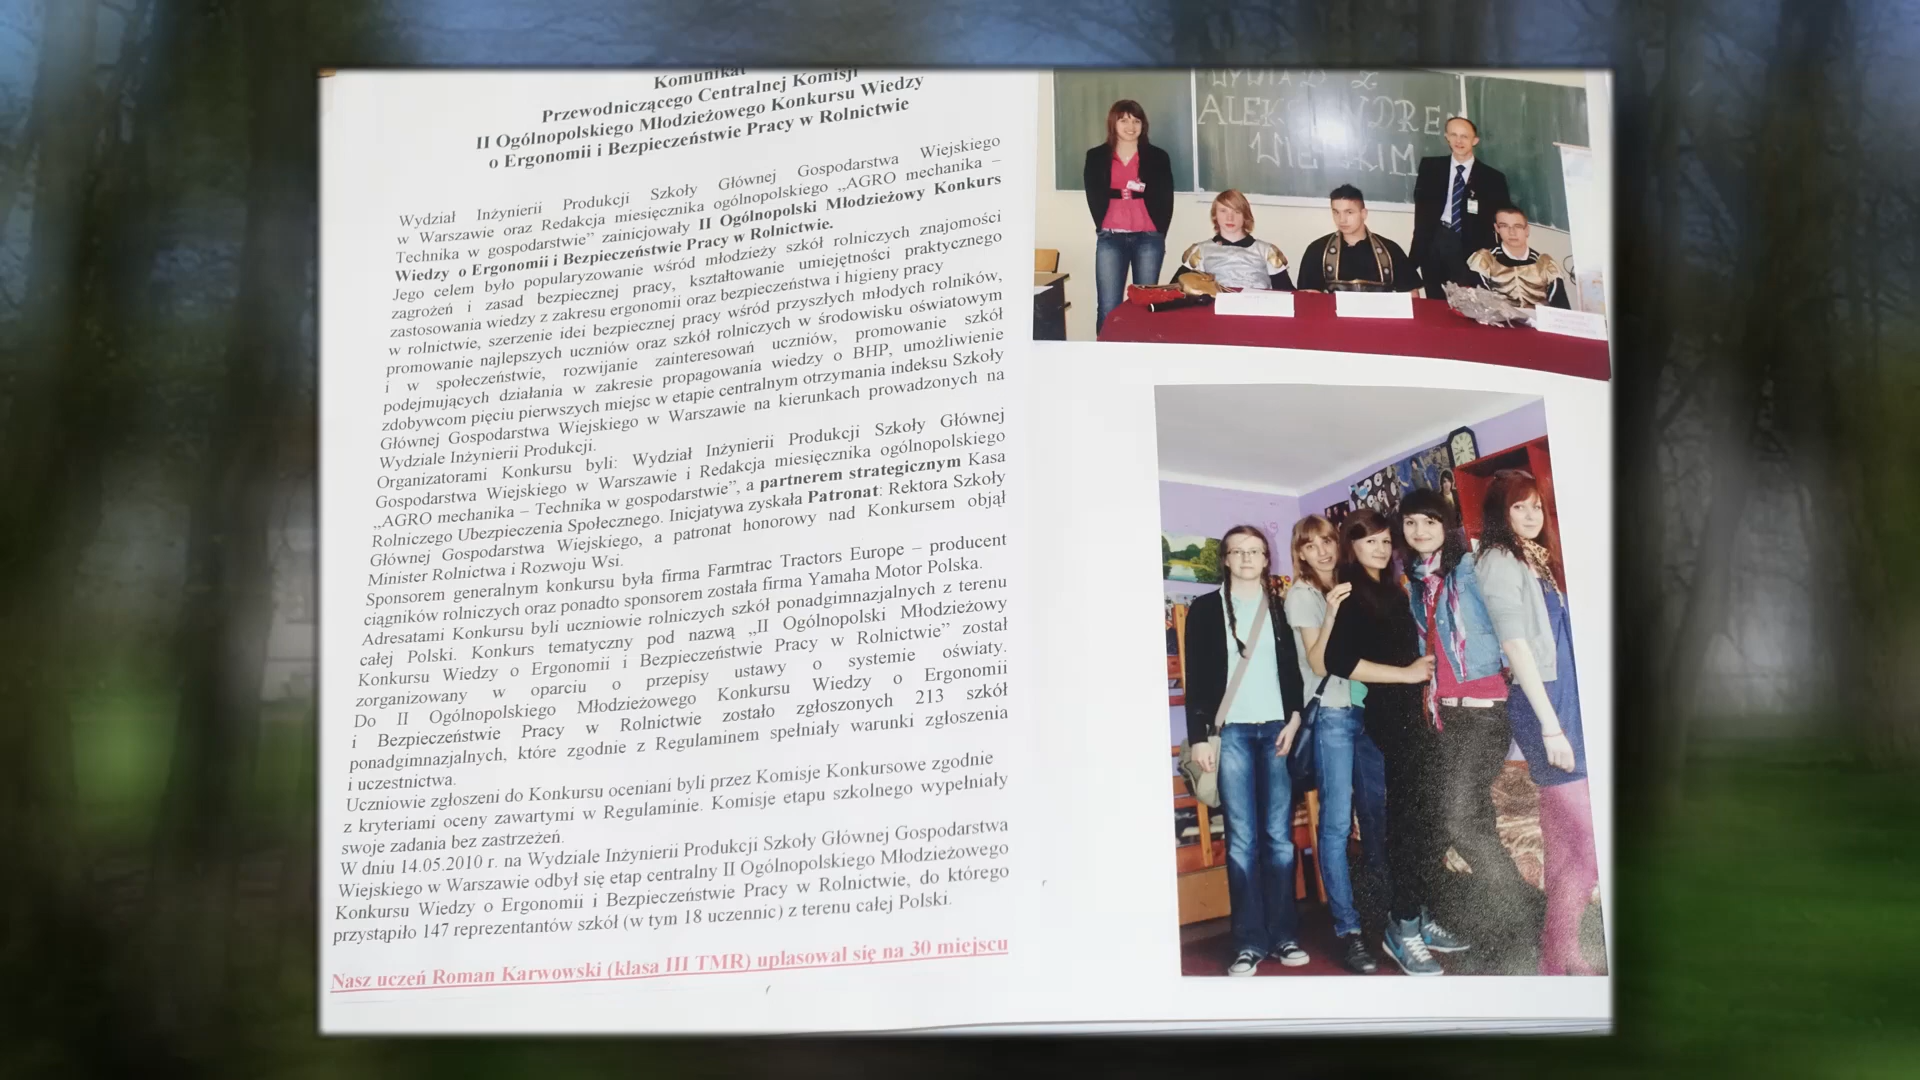 Komunikat
Przewodniczącego Centralnej Komisji
II Ogólnopolskiego Młodzieżowego Konkursu Wiedzy
o Ergonomii i Bezpieczeństwie Pracy w Rolnictwie
Wydział Inżynierii Produkcji Szkoły Głównej Gospodarstwa Wiejskiego
w Warszawie oraz Redakcja miesięcznika ogólnopolskiego „AGRO mechanika –
Technika w gospodarstwie” zainicjowały II Ogólnopolski Młodzieżowy Konkurs
Wiedzy o Ergonomii i Bezpieczeństwie Pracy w Rolnictwie.
Jego celem było popularyzowanie wśród młodzieży szkół rolniczych znajomości
zagrożeń i zasad bezpiecznej pracy, kształtowanie umiejętności praktycznego
zastosowania wiedzy z zakresu ergonomii oraz bezpieczeństwa i higieny pracy
w rolnictwie, szerzenie idei bezpiecznej pracy wśród przyszłych młodych rolników,
promowanie najlepszych uczniów oraz szkół rolniczych w środowisku oświatowym
i w społeczeństwie, rozwijanie zainteresowań uczniów, promowanie szkół
podejmujących działania w zakresie propagowania wiedzy o BHP, umożliwienie
zdobywcom pięciu pierwszych miejsc w etapie centralnym otrzymania indeksu Szkoły
Głównej Gospodarstwa Wiejskiego w Warszawie na kierunkach prowadzonych na
Wydziale Inżynierii Produkcji.
Organizatorami Konkursu byli: Wydział Inżynierii Produkcji Szkoły Głównej
Gospodarstwa Wiejskiego w Warszawie i Redakcja miesięcznika ogólnopolskiego
„AGRO mechanika – Technika w gospodarstwie”, a partnerem strategicznym Kasa
Rolniczego Ubezpieczenia Społecznego. Inicjatywa zyskała Patronat: Rektora Szkoły
Głównej Gospodarstwa Wiejskiego, a patronat honorowy nad Konkursem objął
Minister Rolnictwa i Rozwoju Wsi.
Sponsorem generalnym konkursu była firma Farmtrac Tractors Europe – producent
ciągników rolniczych oraz ponadto sponsorem została firma Yamaha Motor Polska.
Adresatami Konkursu byli uczniowie rolniczych szkół ponadgimnazjalnych z terenu
całej Polski. Konkurs tematyczny pod nazwą „II Ogólnopolski Młodzieżowy
Konkursu Wiedzy o Ergonomii i Bezpieczeństwie Pracy w Rolnictwie” został
zorganizowany w oparciu o przepisy ustawy o systemie oświaty.
Do II Ogólnopolskiego Młodzieżowego Konkursu Wiedzy o Ergonomii
i Bezpieczeństwie Pracy w Rolnictwie zostało zgłoszonych 213 szkół
ponadgimnazjalnych, które zgodnie z Regulaminem spełniały warunki zgłoszenia
i uczestnictwa.
Uczniowie zgłoszeni do Konkursu oceniani byli przez Komisje Konkursowe zgodnie
z kryteriami oceny zawartymi w Regulaminie. Komisje etapu szkolnego wypełniały
swoje zadania bez zastrzeżeń.
W dniu 14.05.2010 r. na Wydziale Inżynierii Produkcji Szkoły Głównej Gospodarstwa
Wiejskiego w Warszawie odbył się etap centralny II Ogólnopolskiego Młodzieżowego
Konkursu Wiedzy o Ergonomii i Bezpieczeństwie Pracy w Rolnictwie, do którego
przystąpiło 147 reprezentantów szkół (w tym 18 uczennic) z terenu całej Polski.
Nasz uczeń Roman Karwowski (klasa III TMR) uplasował się na 30 miejscu
WYWIAD Z
WIELKIM